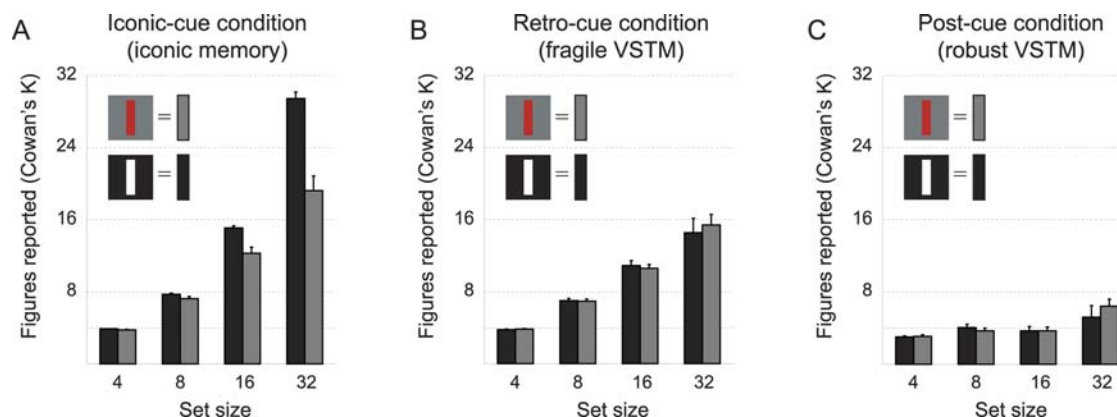 A
Iconic-cue condition
(iconic memory)
Figures reported (Cowan's K)
32
24
16
8
=
=
4 8 16 32
Set size
B
Retro-cue condition
(fragile VSTM)
Figures reported (Cowan's K)
32
24
16
8
=
=
4 8 16 32
Set size
C
Post-cue condition
(robust VSTM)
Figures reported (Cowan's K)
32
24
16
8
=
=
4 8 16 32
Set size